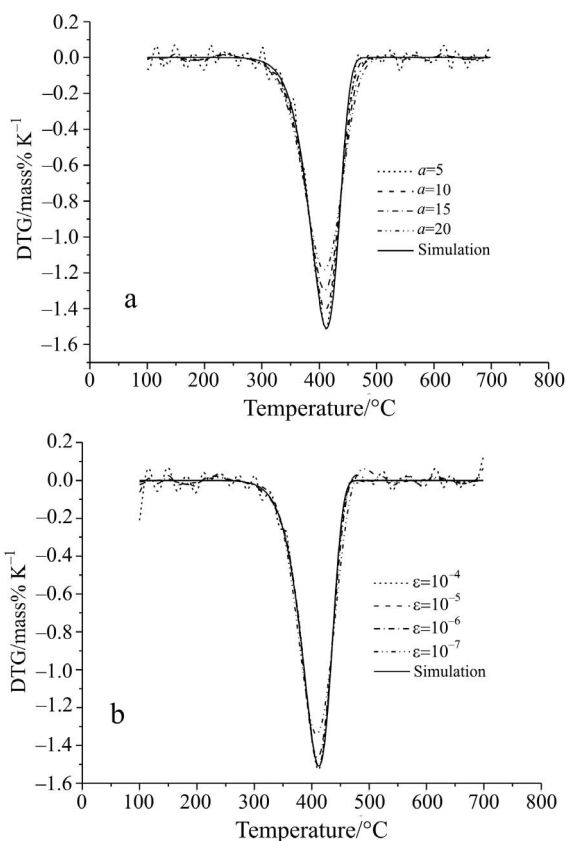 0.2
0.0
−0.2
−0.4
−0.6
−0.8
−1.0
−1.2
−1.4
−1.6
DTG/mass% K⁻¹
a=5
a=10
a=15
a=20
Simulation
a
0 100 200 300 400 500 600 700 800
Temperature/°C
0.2
0.0
−0.2
−0.4
−0.6
−0.8
−1.0
−1.2
−1.4
−1.6
DTG/mass% K⁻¹
ε=10⁻⁴
ε=10⁻⁵
ε=10⁻⁶
ε=10⁻⁷
Simulation
b
0 100 200 300 400 500 600 700 800
Temperature/°C